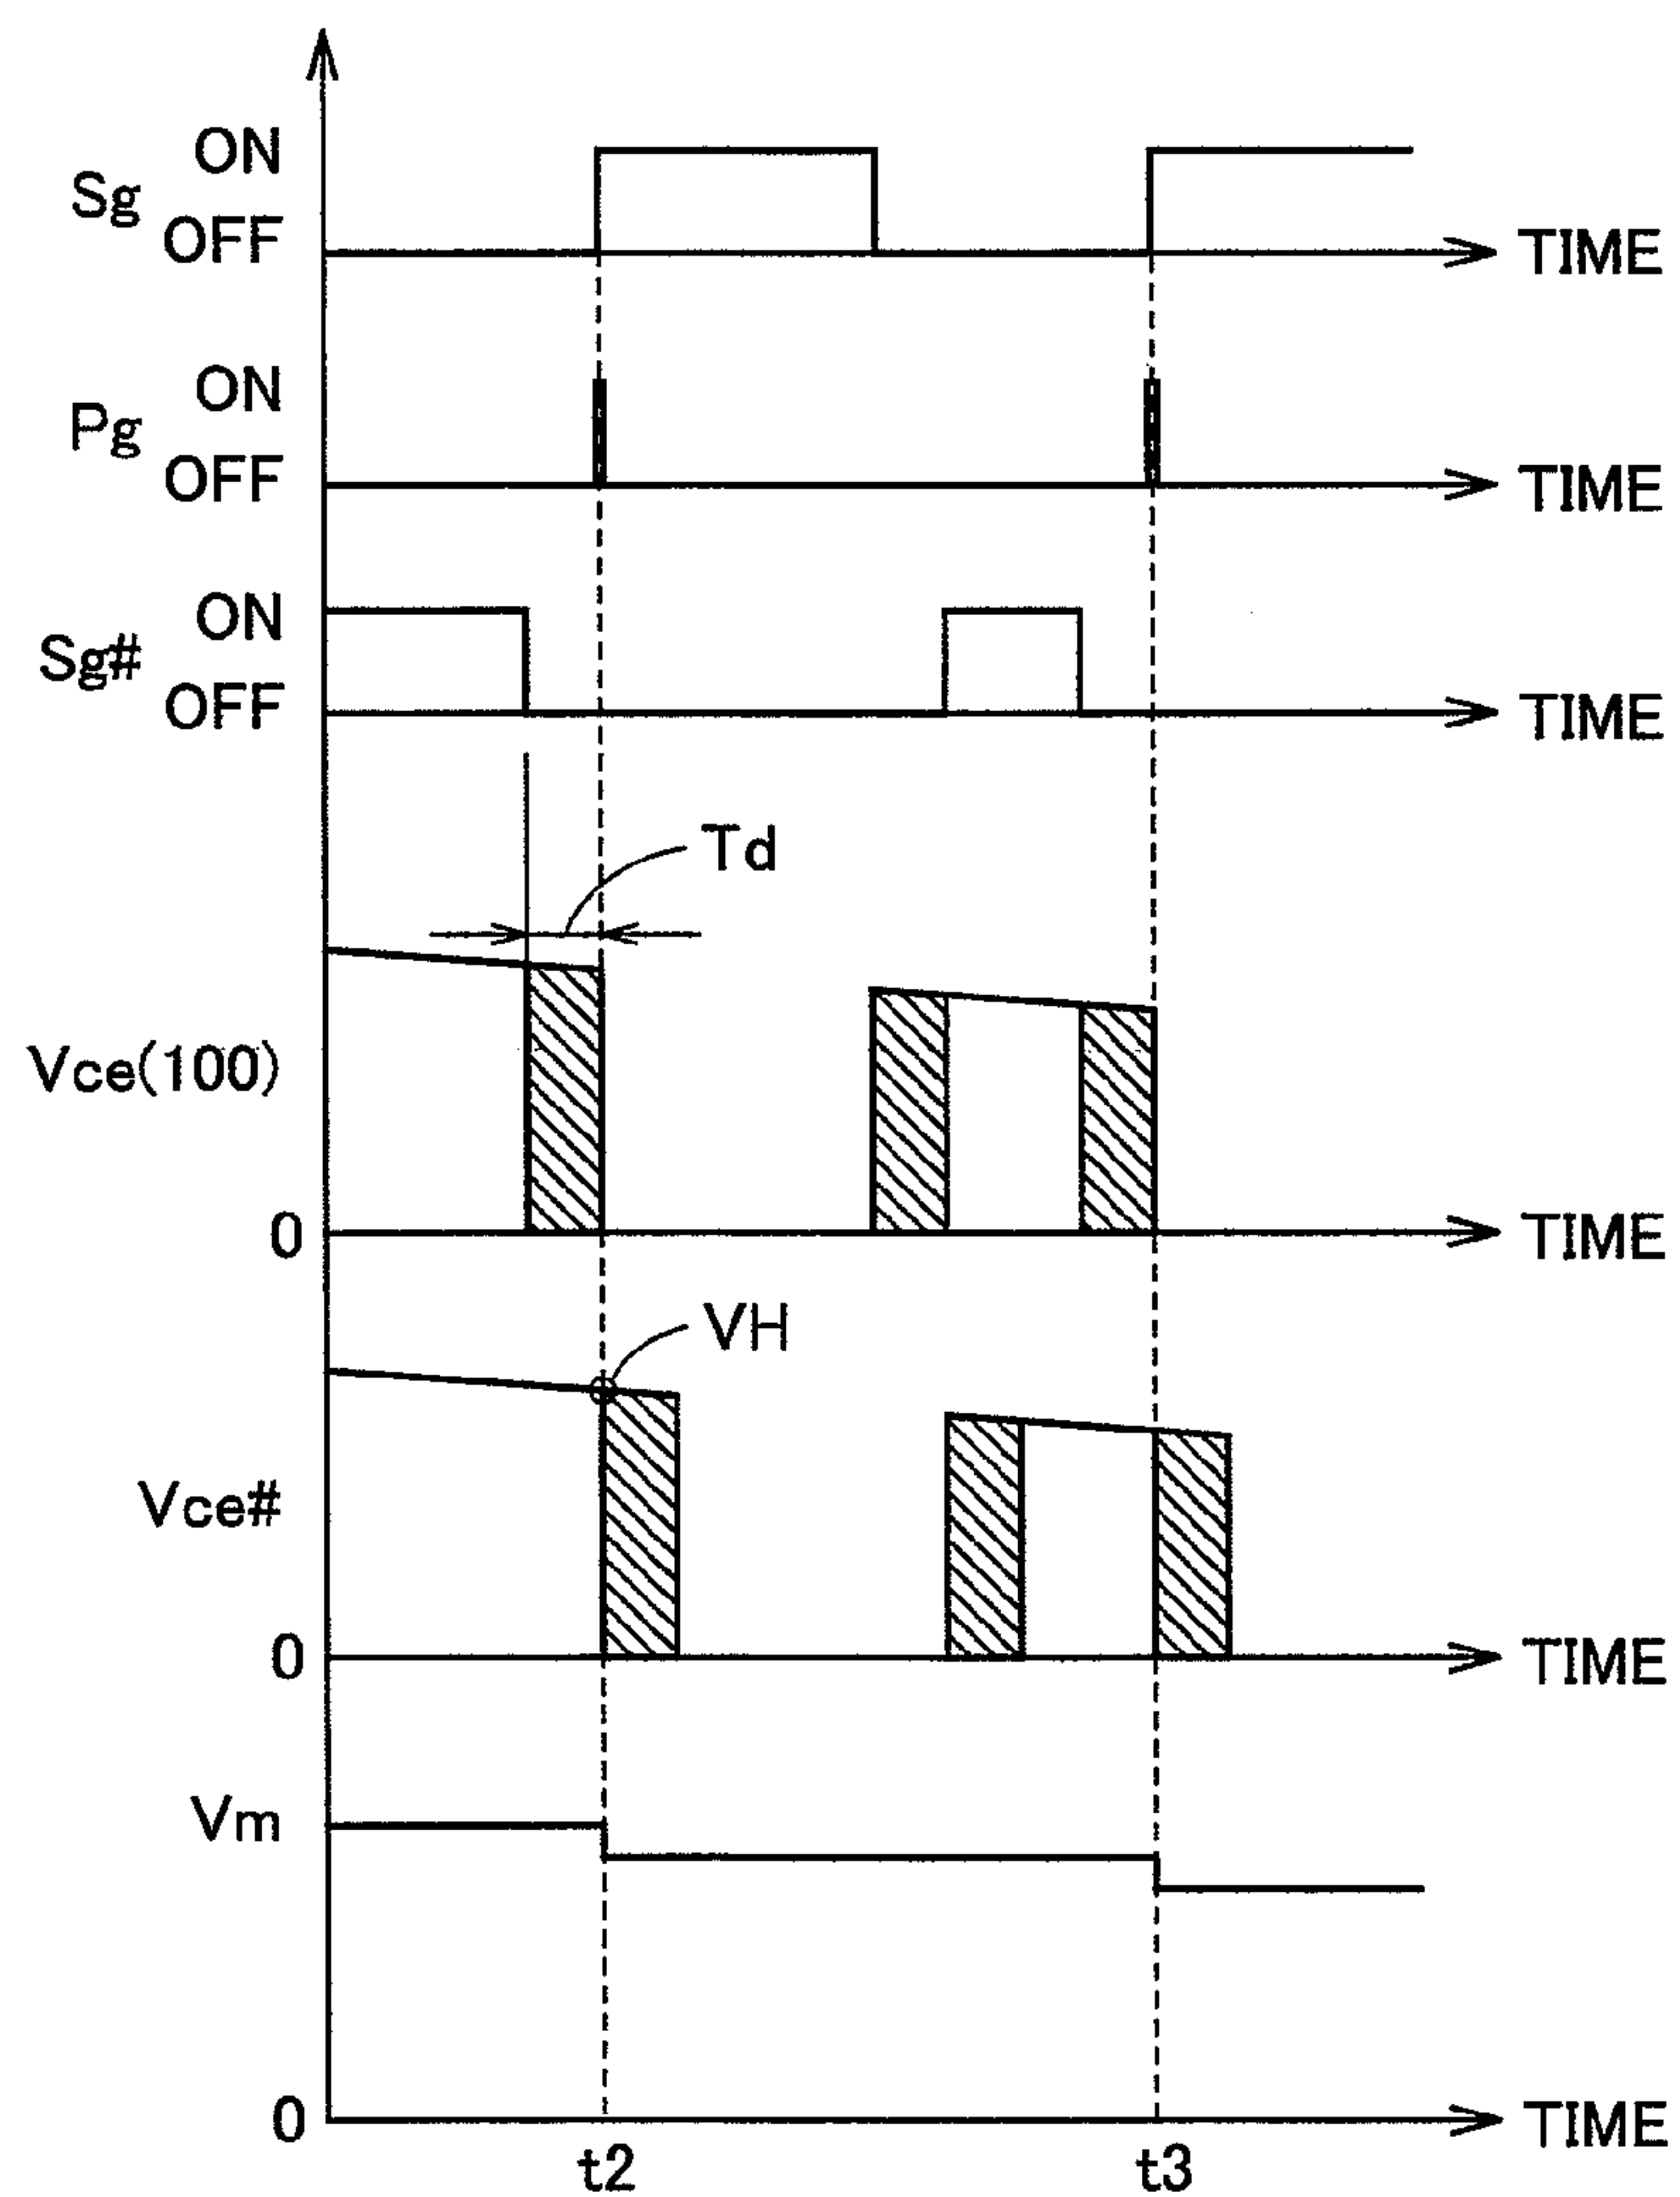 ON
Sg
OFF
TIME
ON
Pg
OFF
TIME
ON
Sg#
OFF
TIME
Td
Vce(100)
0
TIME
VH
Vce#
0
TIME
Vm
0
TIME
t2
t3